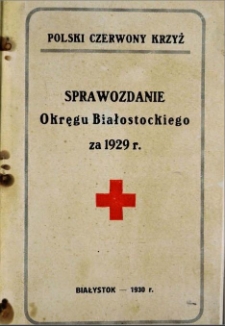 POLSKI CZERWONY KRZYŻ
SPRAWOZDANIE
Okręgu Białostockiego
za 1929 r.
BIAŁYSTOK — 1930 r.